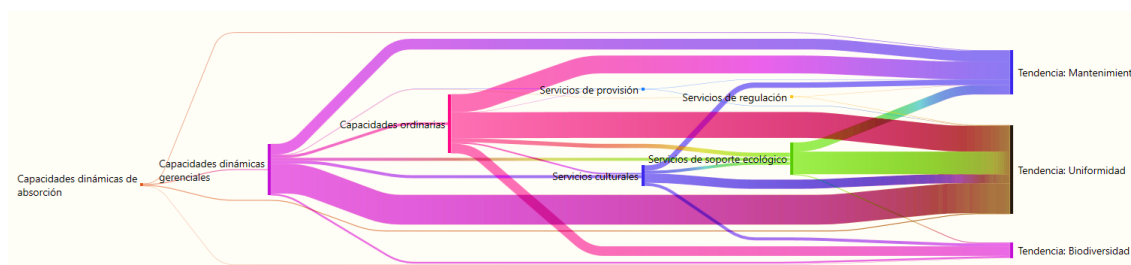 Tendencia: Mantenimient
Servicios de provisión
Servicios de regulación
Capacidades ordinarias
Servicios de soporte ecológico
Capacidades dinámicas
gerenciales
Tendencia: Uniformidad
Servicios culturales
Capacidades dinámicas de
absorción
Tendencia: Biodiversidad